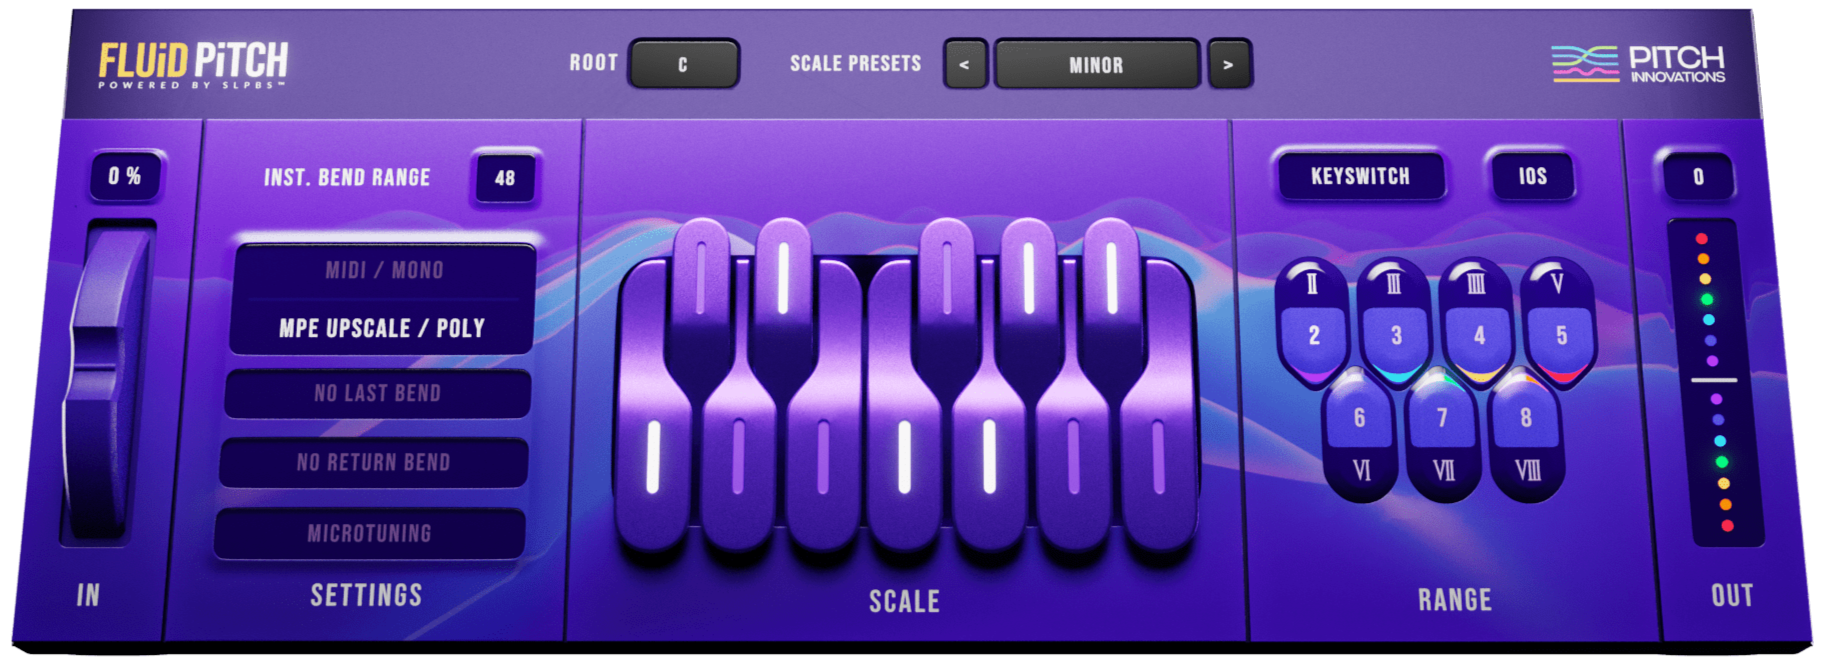 FLUiD PiTCH
POWERED BY SLPBS™
ROOT
C
SCALE PRESETS
<
MINOR
>
PITCH
INNOVATIONS
0 %
IN
INST. BEND RANGE
48
MIDI / MONO
MPE UPSCALE / POLY
NO LAST BEND
NO RETURN BEND
MICROTUNING
SETTINGS
SCALE
KEYSWITCH
IOS
II III IIII V
2 3 4 5
6 7 8
VI VII VIII
RANGE
0
OUT